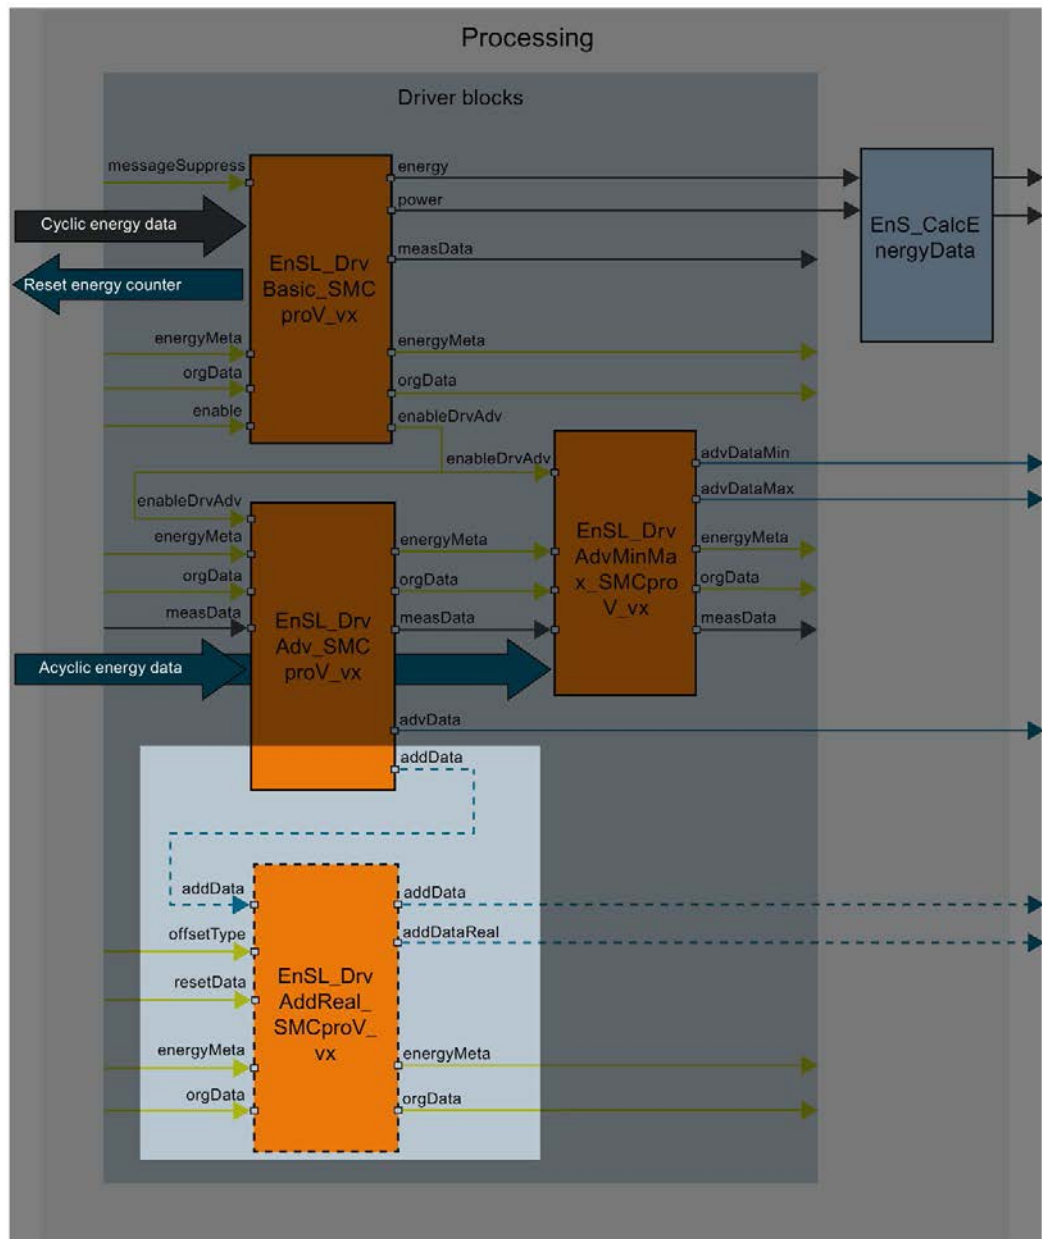 Processing
Driver blocks
messageSuppress
energy
power
Cyclic energy data
EnS_CalcE
nergyData
measData
EnSL_Drv
Basic_SMC
proV_vx
Reset energy counter
energyMeta
energyMeta
orgData
orgData
enable
enableDrvAdv
enableDrvAdv
advDataMin
advDataMax
enableDrvAdv
energyMeta
energyMeta
EnSL_Drv
AdvMinMa
x_SMCpro
V_vx
energyMeta
orgData
orgData
orgData
measData
EnSL_Drv
Adv_SMC
proV_vx
measData
measData
Acyclic energy data
advData
addData
addData
addData
offsetType
addDataReal
resetData
EnSL_Drv
AddReal_
SMCproV_
vx
energyMeta
energyMeta
orgData
orgData